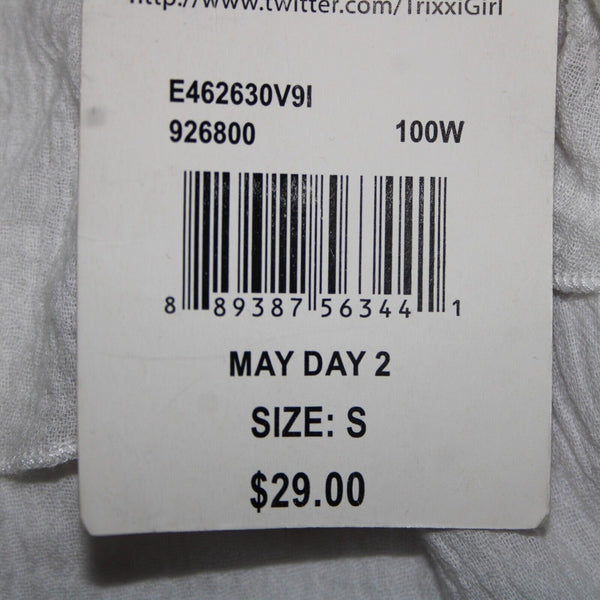 http://www.twitter.com/TrixxiGirl
E462630V9I
926800 100W
8 89387 56344 1
MAY DAY 2
SIZE: S
$29.00